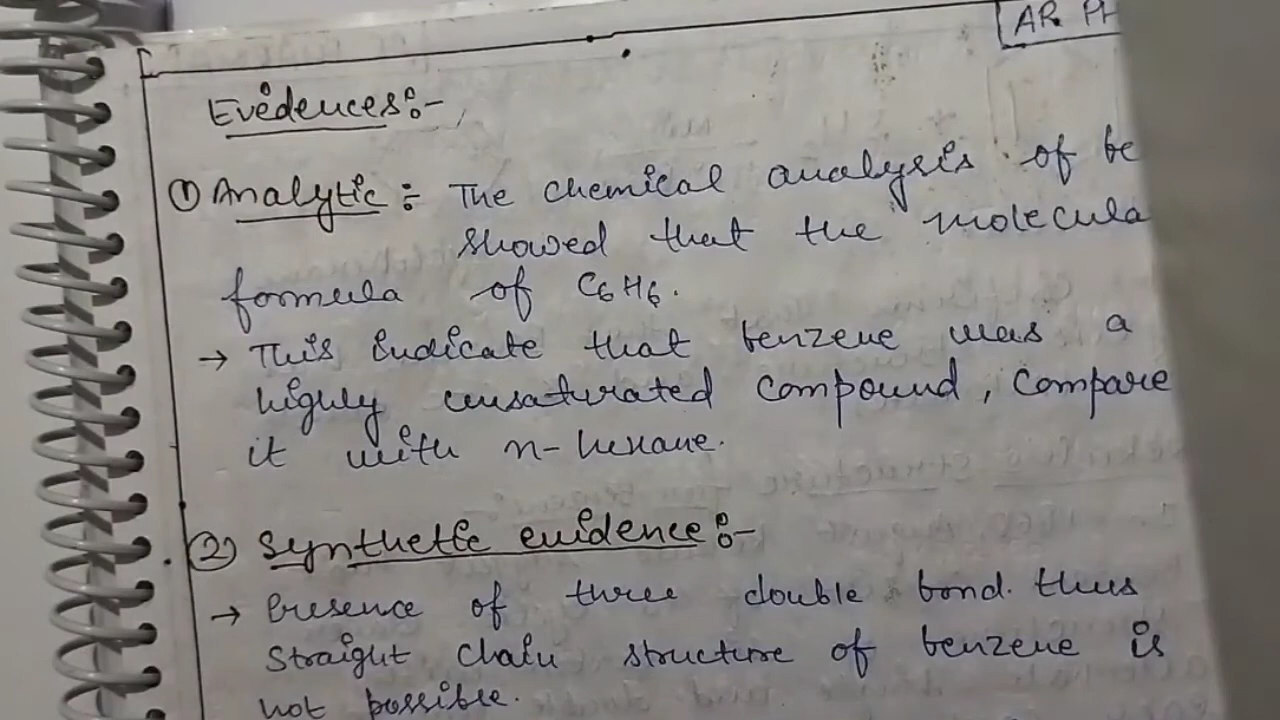 AR PH
Evidences:-
① Analytic :- The chemical analysis of be
showed that the molecula
formula of C6H6.
→ This indicate that benzene was a
highly unsaturated compound, compare
it with n-hexane.
② Synthetic evidence :-
→ Presence of three double bond. thus
straight chain structure of benzene is
not possible.